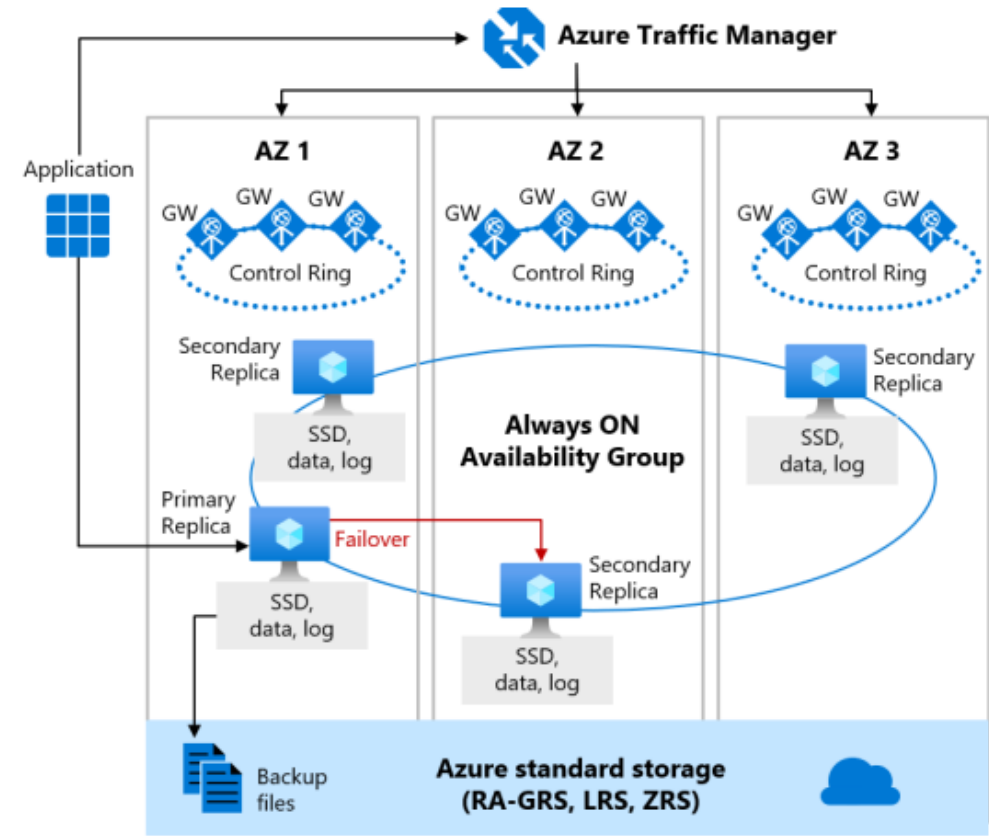 Azure Traffic Manager
Application
AZ 1
AZ 2
AZ 3
GW
GW
GW
GW
GW
GW
GW
GW
GW
Control Ring
Control Ring
Control Ring
Secondary
Replica
SSD,
data, log
Always ON
Availability Group
Secondary
Replica
SSD,
data, log
Primary
Replica
Failover
SSD,
data, log
Secondary
Replica
SSD,
data, log
Backup
files
Azure standard storage
(RA-GRS, LRS, ZRS)